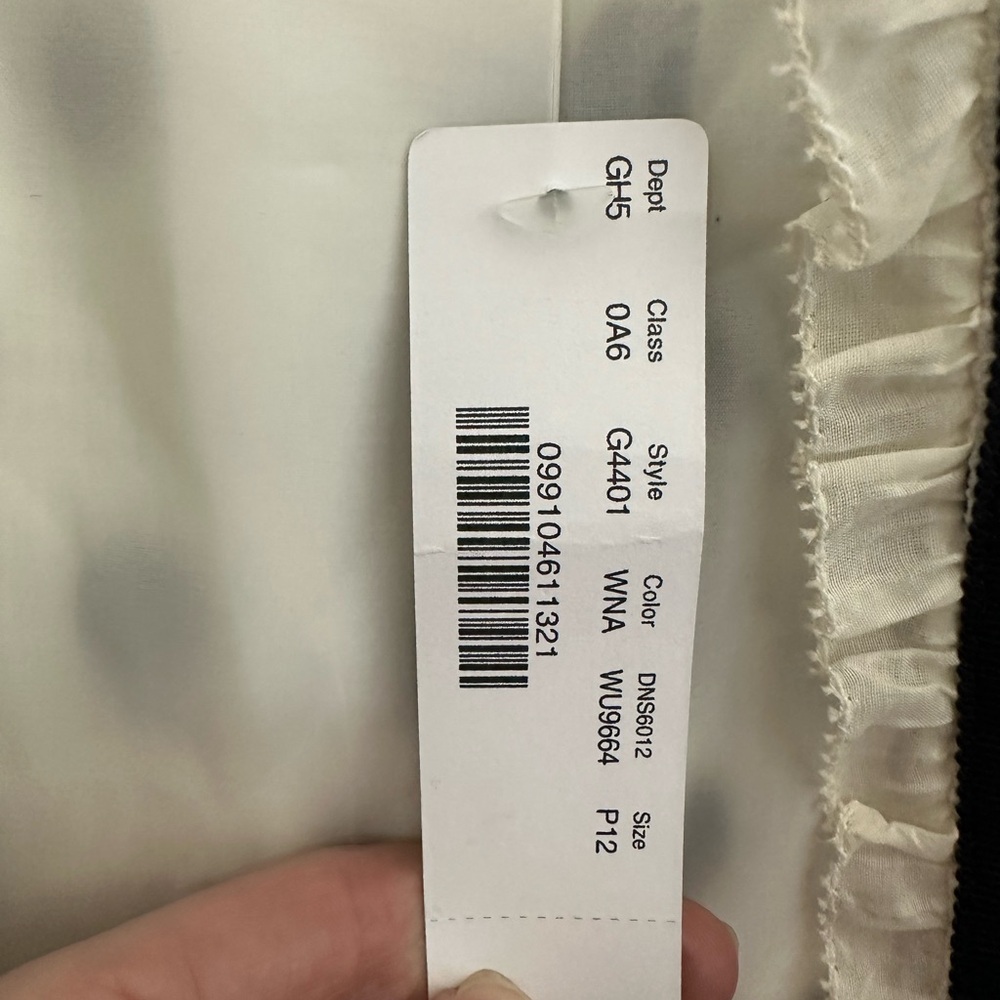 Dept Class Style Color DNS6012 Size
GH5 0A6 G4401 WNA WU9664 P12
099104611321